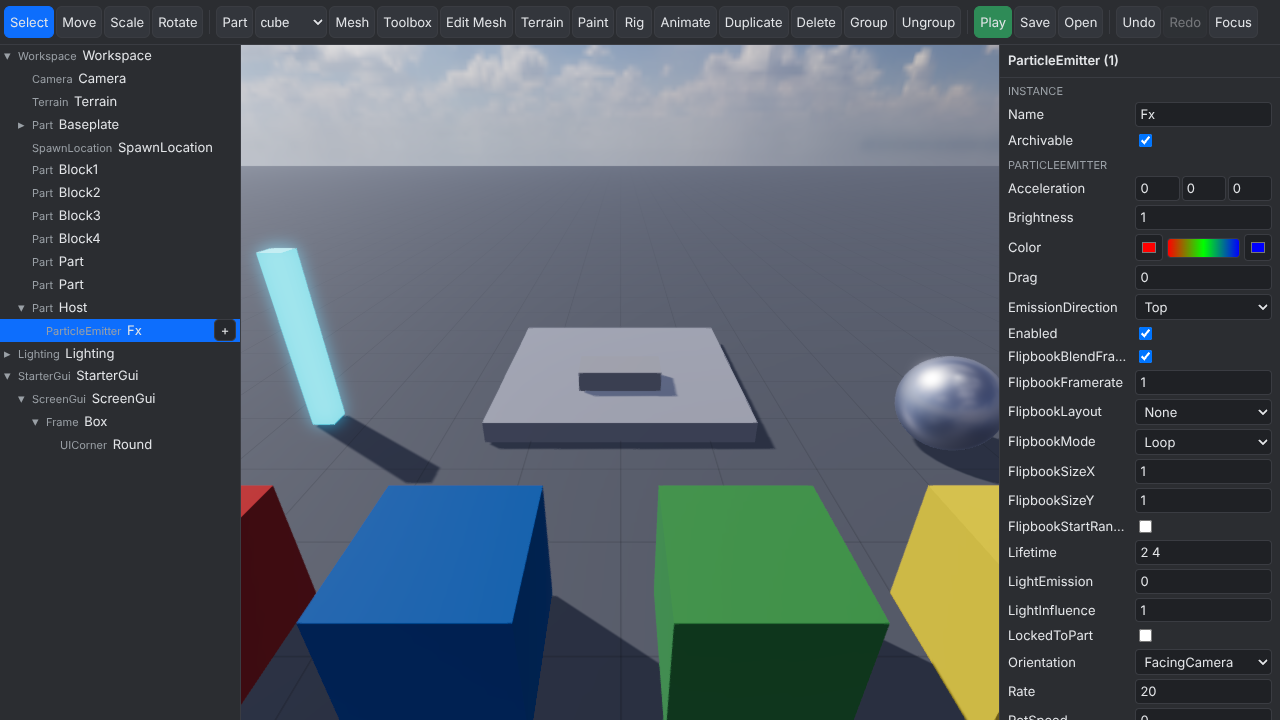 Select Move Scale Rotate Part cube Mesh Toolbox Edit Mesh Terrain Paint Rig Animate Duplicate Delete Group Ungroup Play Save Open Undo Redo Focus
Workspace Workspace
Camera Camera
Terrain Terrain
Part Baseplate
SpawnLocation SpawnLocation
Part Block1
Part Block2
Part Block3
Part Block4
Part Part
Part Part
Part Host
ParticleEmitter Fx +
Lighting Lighting
StarterGui StarterGui
ScreenGui ScreenGui
Frame Box
UICorner Round
ParticleEmitter (1)
INSTANCE
Name Fx
Archivable
PARTICLEEMITTER
Acceleration 0 0 0
Brightness 1
Color
Drag 0
EmissionDirection Top
Enabled
FlipbookBlendFra...
FlipbookFramerate 1
FlipbookLayout None
FlipbookMode Loop
FlipbookSizeX 1
FlipbookSizeY 1
FlipbookStartRan...
Lifetime 2 4
LightEmission 0
LightInfluence 1
LockedToPart
Orientation FacingCamera
Rate 20
RotSpeed 0